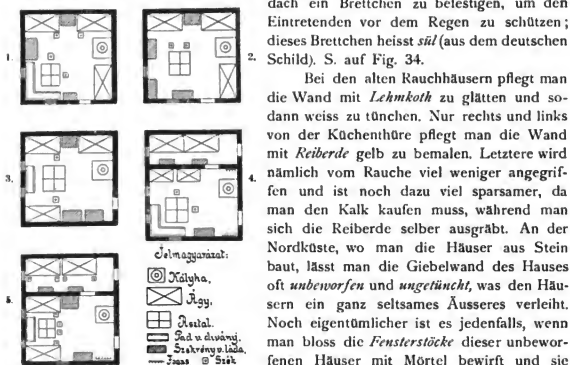 1.
2.
3.
4.
5.
Jelmagyarázat:
Kályha.
Ágy.
Asztal.
Pad v. divány.
Szekrény v. láda.
Fogas Szék
dach ein Brettchen zu befestigen, um den
Eintretenden vor dem Regen zu schützen;
dieses Brettchen heisst sül (aus dem deutschen
Schild). S. auf Fig. 34.
Bei den alten Rauchhäusern pflegt man
die Wand mit Lehmkoth zu glätten und so-
dann weiss zu tünchen. Nur rechts und links
von der Küchenthüre pflegt man die Wand
mit Reiberde gelb zu bemalen. Letztere wird
nämlich vom Rauche viel weniger angegrif-
fen und ist noch dazu viel sparsamer, da
man den Kalk kaufen muss, während man
sich die Reiberde selber ausgräbt. An der
Nordküste, wo man die Häuser aus Stein
baut, lässt man die Giebelwand des Hauses
oft unbeworfen und ungetüncht, was den Häu-
sern ein ganz seltsames Äusseres verleiht.
Noch eigentümlicher ist es jedenfalls, wenn
man bloss die Fensterstöcke dieser unbewor-
fenen Häuser mit Mörtel bewirft und sie